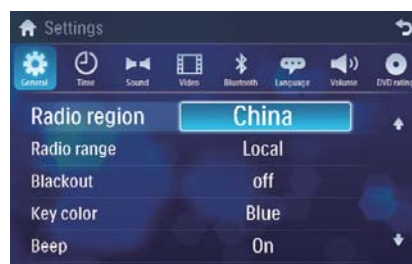 Settings
General Time Sound Video Bluetooth Language Volume DVD rating
Radio region China
Radio range Local
Blackout off
Key color Blue
Beep On